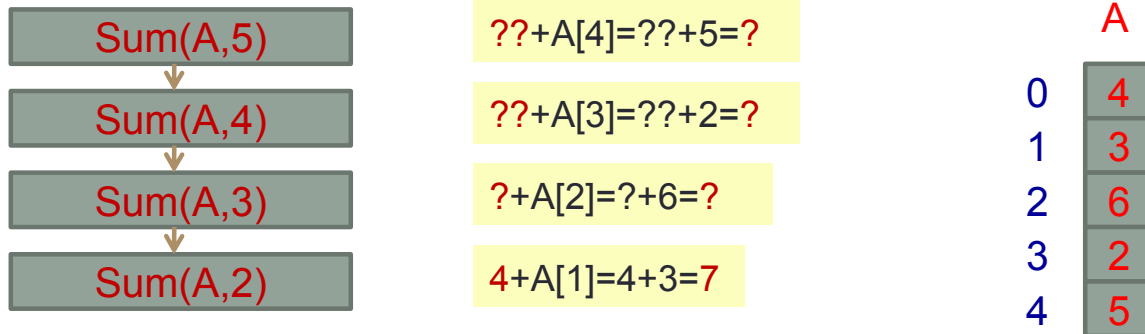 Sum(A,5)
??+A[4]=??+5=?
Sum(A,4)
??+A[3]=??+2=?
Sum(A,3)
?+A[2]=?+6=?
Sum(A,2)
4+A[1]=4+3=7
A
0 4
1 3
2 6
3 2
4 5